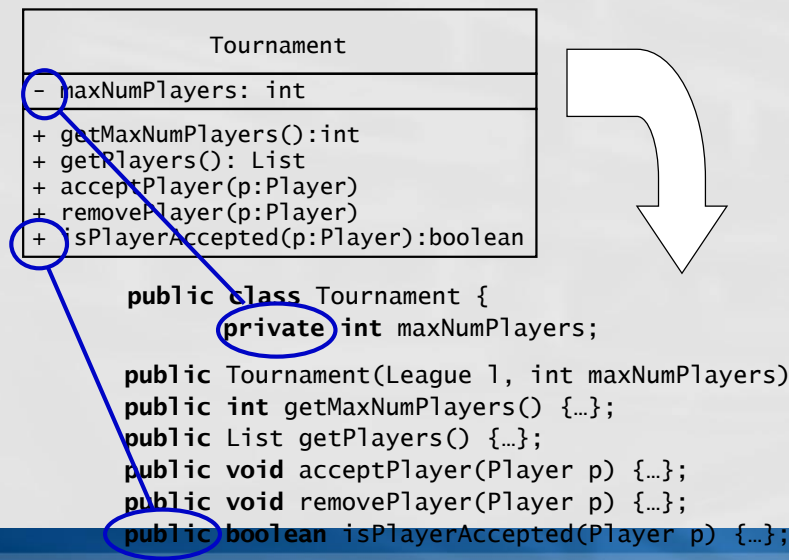 Tournament
- maxNumPlayers: int
+ getMaxNumPlayers():int
+ getPlayers(): List
+ acceptPlayer(p:Player)
+ removePlayer(p:Player)
+ isPlayerAccepted(p:Player):boolean
public class Tournament {
private int maxNumPlayers;
public Tournament(League l, int maxNumPlayers)
public int getMaxNumPlayers() {…};
public List getPlayers() {…};
public void acceptPlayer(Player p) {…};
public void removePlayer(Player p) {…};
public boolean isPlayerAccepted(Player p) {…};